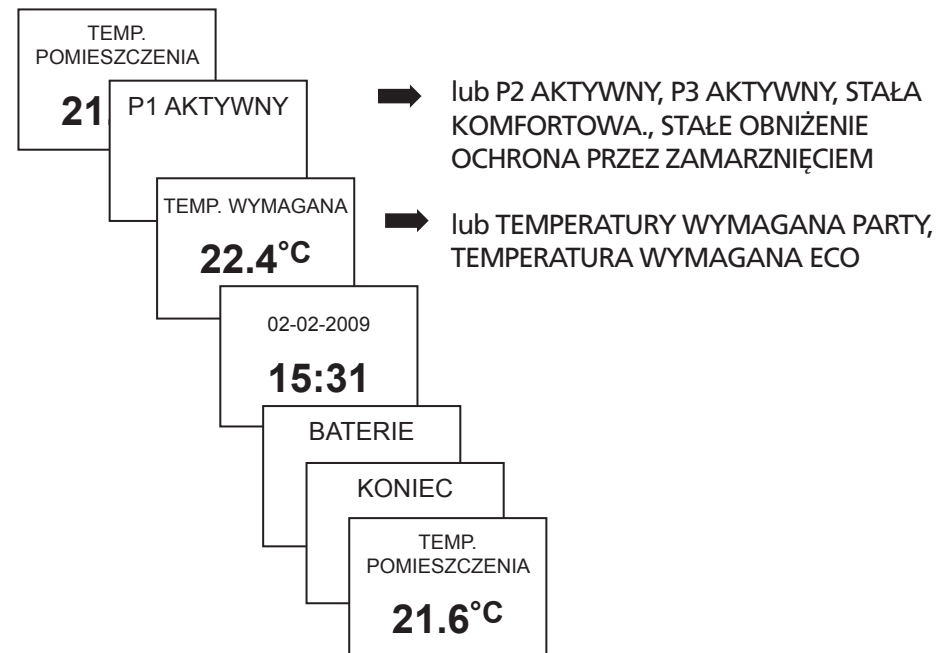 TEMP.
POMIESZCZENIA
21.
P1 AKTYWNY
lub P2 AKTYWNY, P3 AKTYWNY, STAŁA
KOMFORTOWA., STAŁE OBNIŻENIE
OCHRONA PRZEZ ZAMARZNIĘCIEM
TEMP. WYMAGANA
22.4°C
lub TEMPERATURY WYMAGANA PARTY,
TEMPERATURA WYMAGANA ECO
02-02-2009
15:31
BATERIE
KONIEC
TEMP.
POMIESZCZENIA
21.6°C